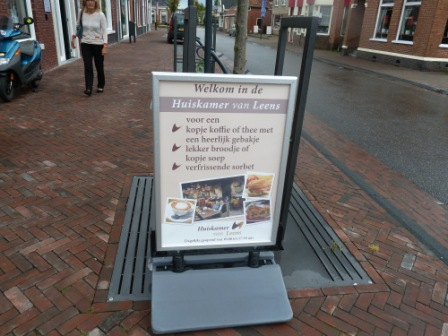 Welkom in de
Huiskamer van Leens
voor een
kopje koffie of thee met
een heerlijk gebakje
lekker broodje of
kopje soep
verfrissende sorbet
Huiskamer
van Leens